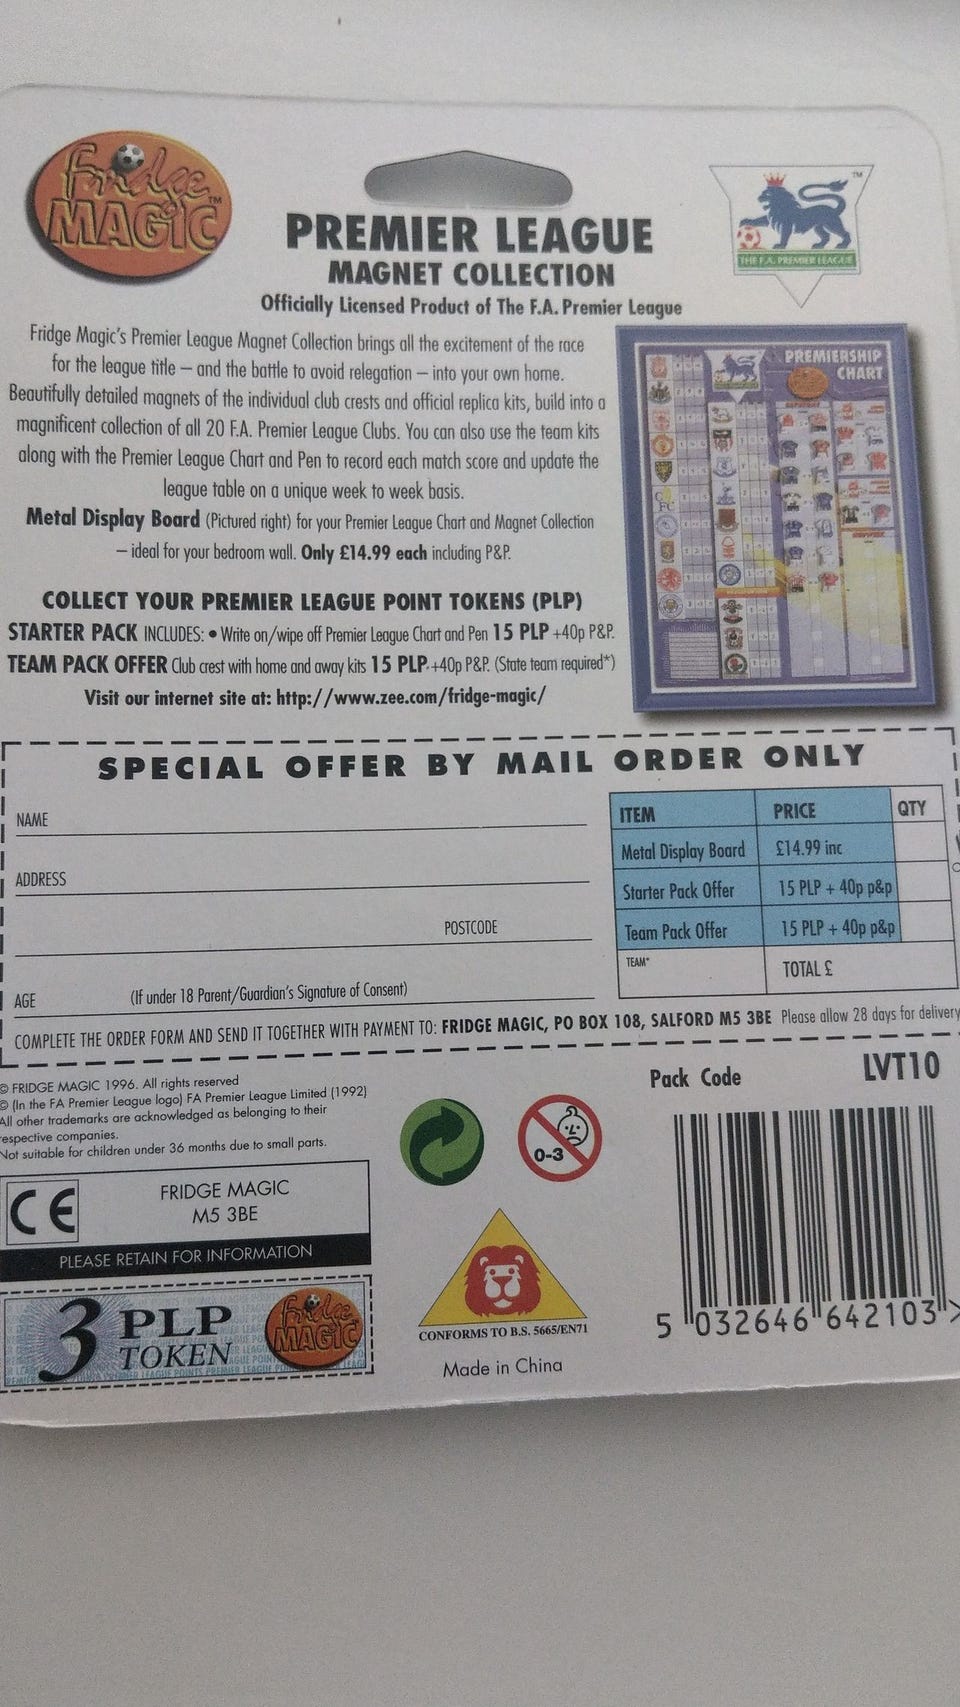 Fridge
MAGIC™
PREMIER LEAGUE
MAGNET COLLECTION
Officially Licensed Product of The F.A. Premier League
TM
THE F.A. PREMIER LEAGUE
Fridge Magic's Premier League Magnet Collection brings all the excitement of the race
for the league title – and the battle to avoid relegation – into your own home.
Beautifully detailed magnets of the individual club crests and official replica kits, build into a
magnificent collection of all 20 F.A. Premier League Clubs. You can also use the team kits
along with the Premier League Chart and Pen to record each match score and update the
league table on a unique week to week basis.
Metal Display Board (Pictured right) for your Premier League Chart and Magnet Collection
– ideal for your bedroom wall. Only £14.99 each including P&P.
PREMIERSHIP
CHART
COLLECT YOUR PREMIER LEAGUE POINT TOKENS (PLP)
STARTER PACK INCLUDES: • Write on/wipe off Premier League Chart and Pen 15 PLP +40p P&P.
TEAM PACK OFFER Club crest with home and away kits 15 PLP +40p P&P. (State team required*)
Visit our internet site at: http://www.zee.com/fridge-magic/
SPECIAL OFFER BY MAIL ORDER ONLY
NAME
ADDRESS
POSTCODE
AGE (If under 18 Parent/Guardian's Signature of Consent)
ITEM PRICE QTY
Metal Display Board £14.99 inc
Starter Pack Offer 15 PLP + 40p p&p
Team Pack Offer 15 PLP + 40p p&p
TEAM* TOTAL £
COMPLETE THE ORDER FORM AND SEND IT TOGETHER WITH PAYMENT TO: FRIDGE MAGIC, PO BOX 108, SALFORD M5 3BE Please allow 28 days for delivery
© FRIDGE MAGIC 1996. All rights reserved
© (In the FA Premier League logo) FA Premier League Limited (1992)
All other trademarks are acknowledged as belonging to their
respective companies.
Not suitable for children under 36 months due to small parts.
CE
FRIDGE MAGIC
M5 3BE
PLEASE RETAIN FOR INFORMATION
3 PLP
TOKEN
Fridge
MAGIC
0-3
CONFORMS TO B.S. 5665/EN71
Made in China
Pack Code LVT10
5 032646 642103 >